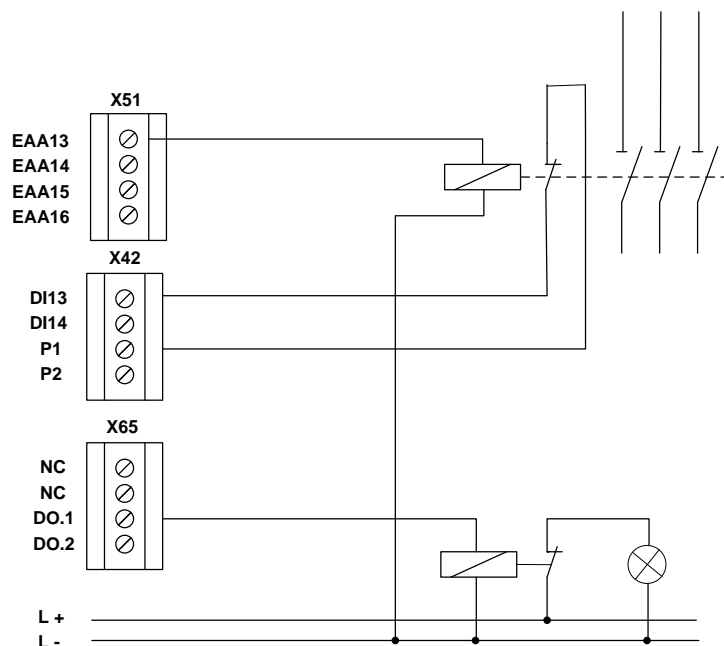 X51
EAA13
EAA14
EAA15
EAA16
X42
DI13
DI14
P1
P2
X65
NC
NC
DO.1
DO.2
L +
L -